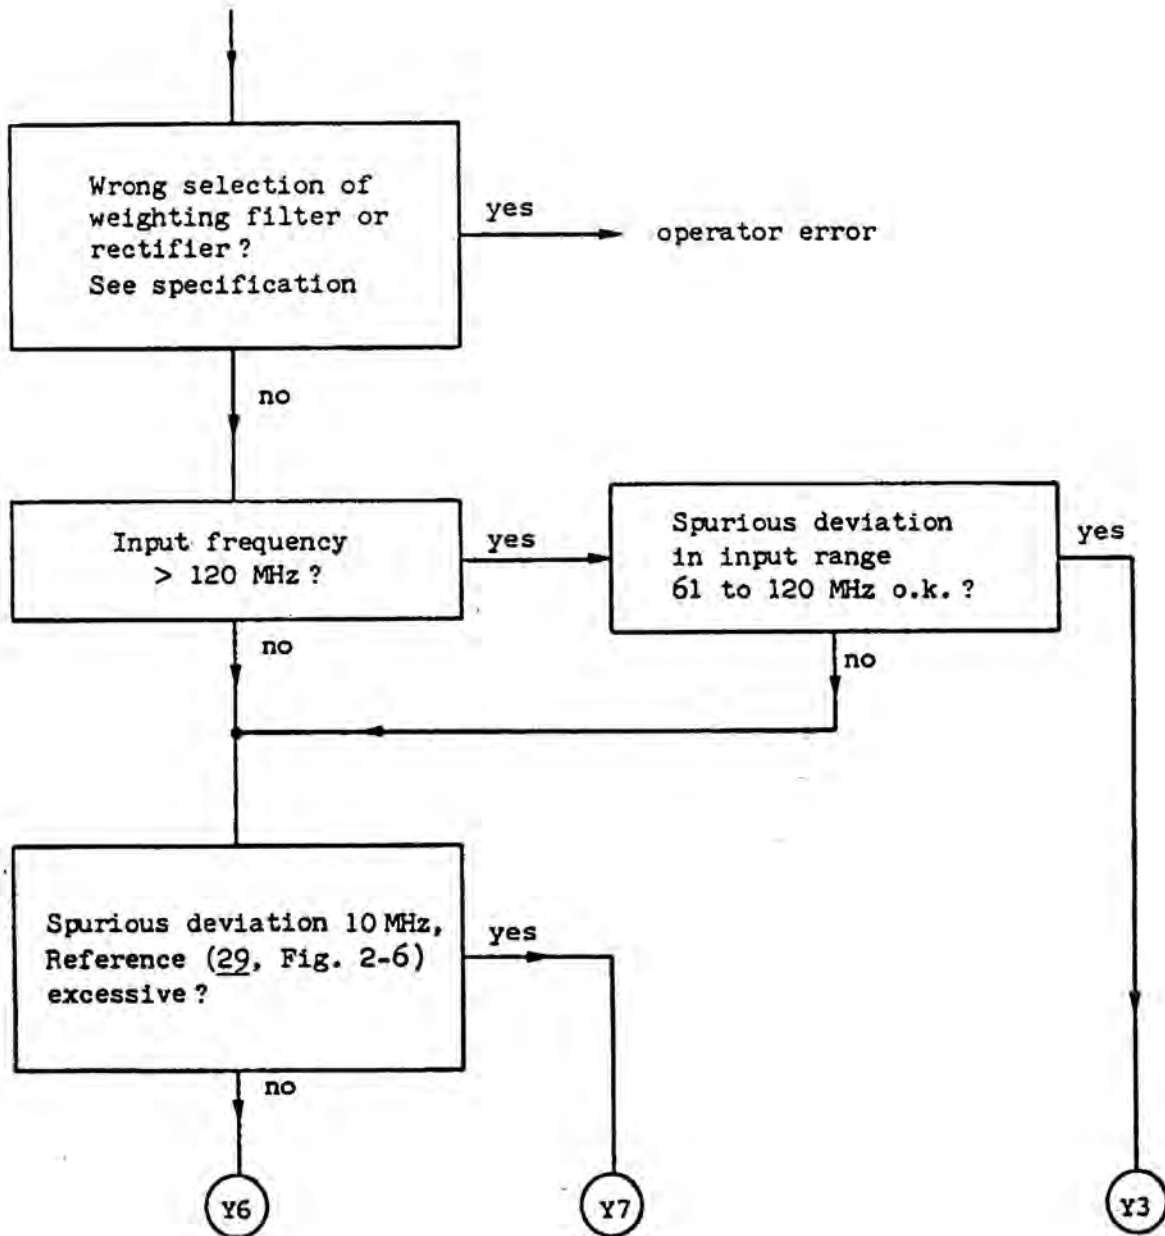 Wrong selection of
weighting filter or
rectifier?
See specification
yes
operator error
no
Input frequency
> 120 MHz?
yes
Spurious deviation
in input range
61 to 120 MHz o.k.?
yes
no
no
Spurious deviation 10 MHz,
Reference (29, Fig. 2-6)
excessive?
yes
no
Y6
Y7
Y3